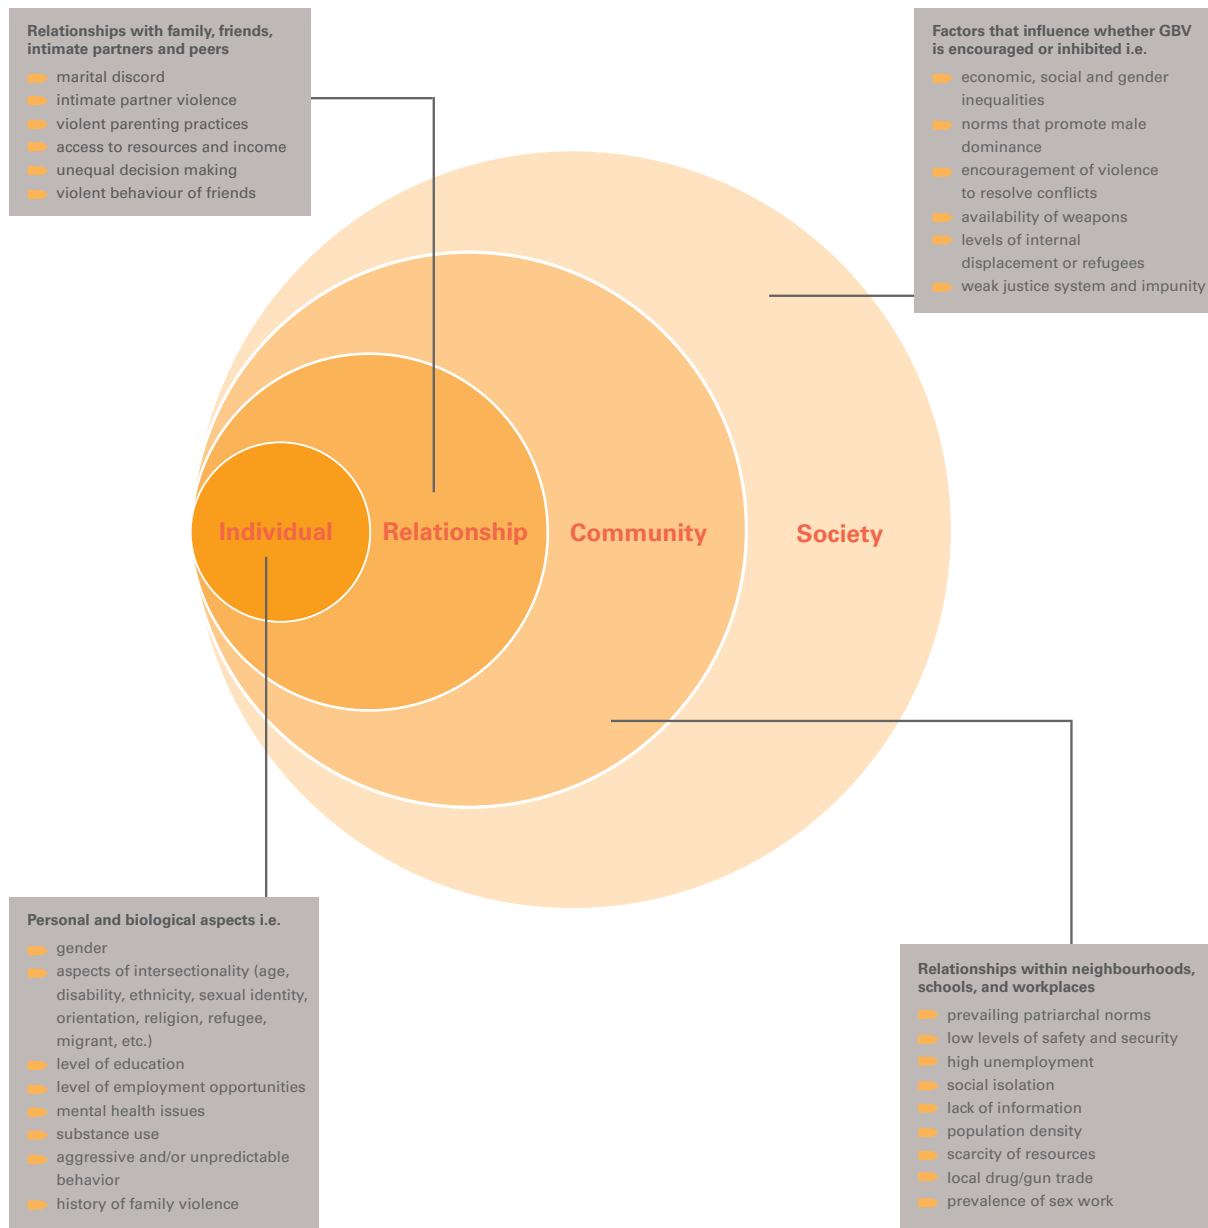 Relationships with family, friends,
intimate partners and peers
marital discord
intimate partner violence
violent parenting practices
access to resources and income
unequal decision making
violent behaviour of friends
Factors that influence whether GBV
is encouraged or inhibited i.e.
economic, social and gender
inequalities
norms that promote male
dominance
encouragement of violence
to resolve conflicts
availability of weapons
levels of internal
displacement or refugees
weak justice system and impunity
Individual
Relationship
Community
Society
Personal and biological aspects i.e.
gender
aspects of intersectionality (age,
disability, ethnicity, sexual identity,
orientation, religion, refugee,
migrant, etc.)
level of education
level of employment opportunities
mental health issues
substance use
aggressive and/or unpredictable
behavior
history of family violence
Relationships within neighbourhoods,
schools, and workplaces
prevailing patriarchal norms
low levels of safety and security
high unemployment
social isolation
lack of information
population density
scarcity of resources
local drug/gun trade
prevalence of sex work